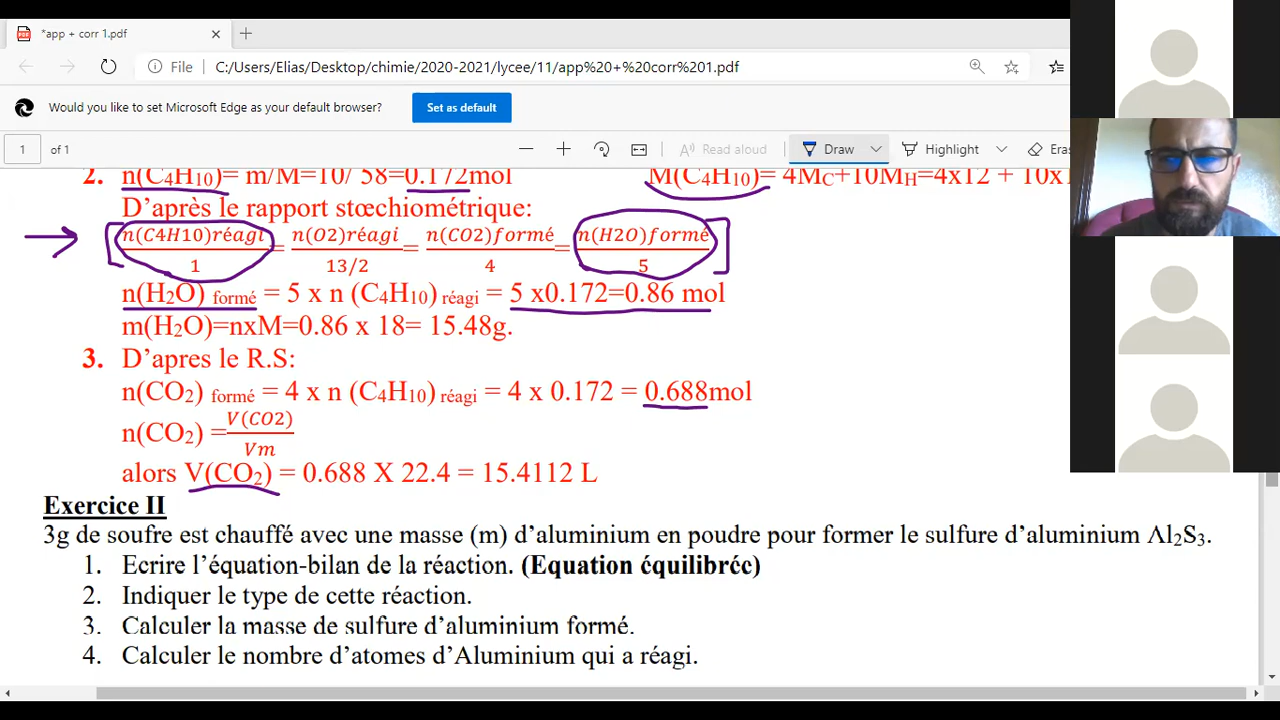 *app + corr 1.pdf
File C:/Users/Elias/Desktop/chimie/2020-2021/lycee/11/app%20+%20corr%201.pdf
Would you like to set Microsoft Edge as your default browser? Set as default
1 of 1 Read aloud Draw Highlight Eras
2. n(C₄H₁₀)= m/M=10/ 58=0.172mol M(C₄H₁₀)= 4MC+10MH=4x12 + 10x1
D’après le rapport stœchiométrique:
n(C4H10)réagi/1 = n(O2)réagi/13/2 = n(CO2)formé/4 = n(H2O)formé/5
n(H₂O) formé = 5 x n (C₄H₁₀) réagi = 5 x0.172=0.86 mol
m(H₂O)=nxM=0.86 x 18= 15.48g.
3. D’apres le R.S:
n(CO₂) formé = 4 x n (C₄H₁₀) réagi = 4 x 0.172 = 0.688mol
n(CO₂) =V(CO2)/Vm
alors V(CO₂) = 0.688 X 22.4 = 15.4112 L
Exercice II
3g de soufre est chauffé avec une masse (m) d’aluminium en poudre pour former le sulfure d’aluminium Al₂S₃.
1. Ecrire l’équation-bilan de la réaction. (Equation équilibrée)
2. Indiquer le type de cette réaction.
3. Calculer la masse de sulfure d’aluminium formé.
4. Calculer le nombre d’atomes d’Aluminium qui a réagi.